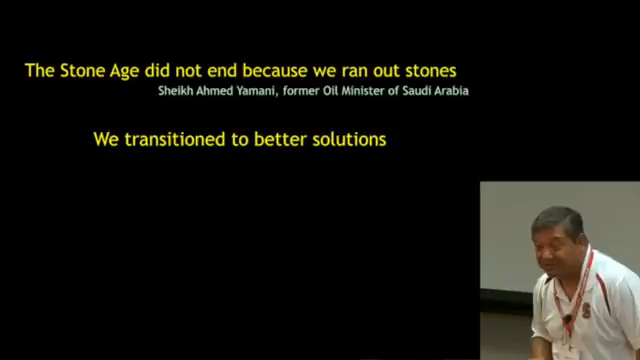 The Stone Age did not end because we ran out stones
Sheikh Ahmed Yamani, former Oil Minister of Saudi Arabia
We transitioned to better solutions